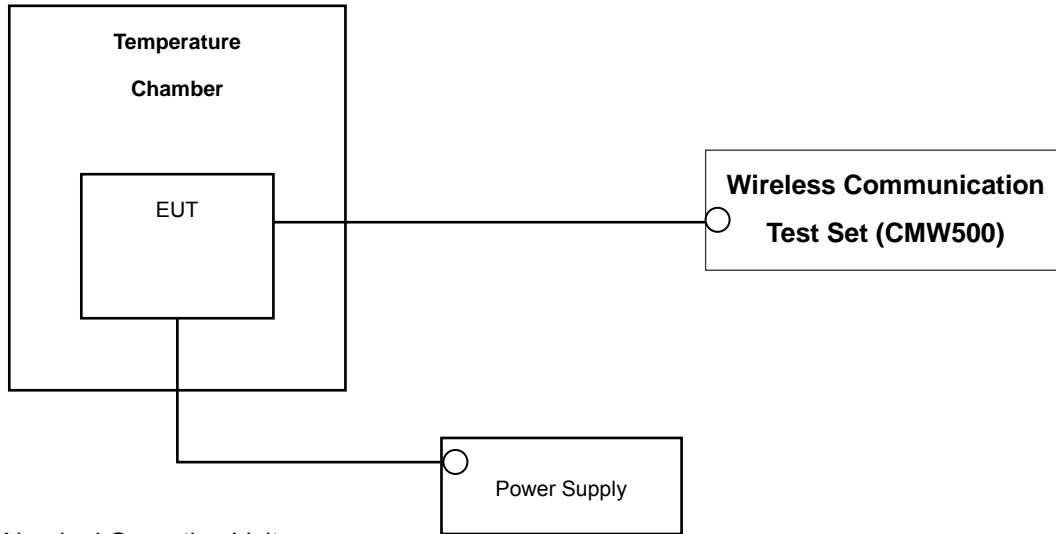 Temperature
Chamber
EUT
Wireless Communication
Test Set (CMW500)
Power Supply